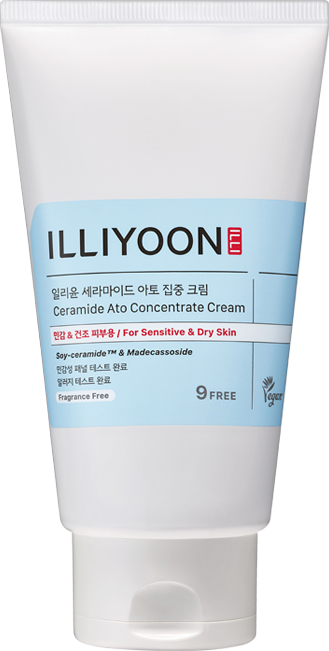 ILLIYOON ILLI
일리윤 세라마이드 아토 집중 크림
Ceramide Ato Concentrate Cream
민감 & 건조 피부용 / For Sensitive & Dry Skin
Soy-ceramide™ & Madecassoside
민감성 패널 테스트 완료
알러지 테스트 완료
Fragrance Free
9 FREE
Vegan